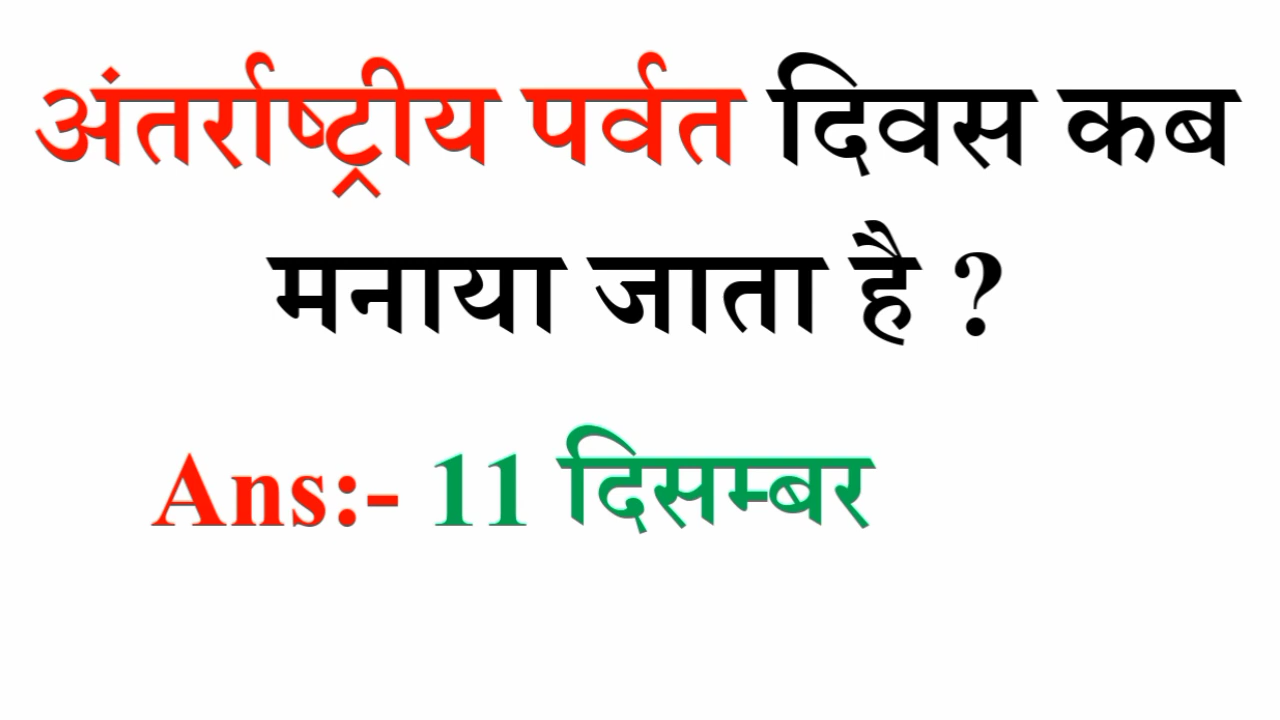 अंतर्राष्ट्रीय पर्वत दिवस कब
मनाया जाता है ?
Ans:- 11 दिसम्बर